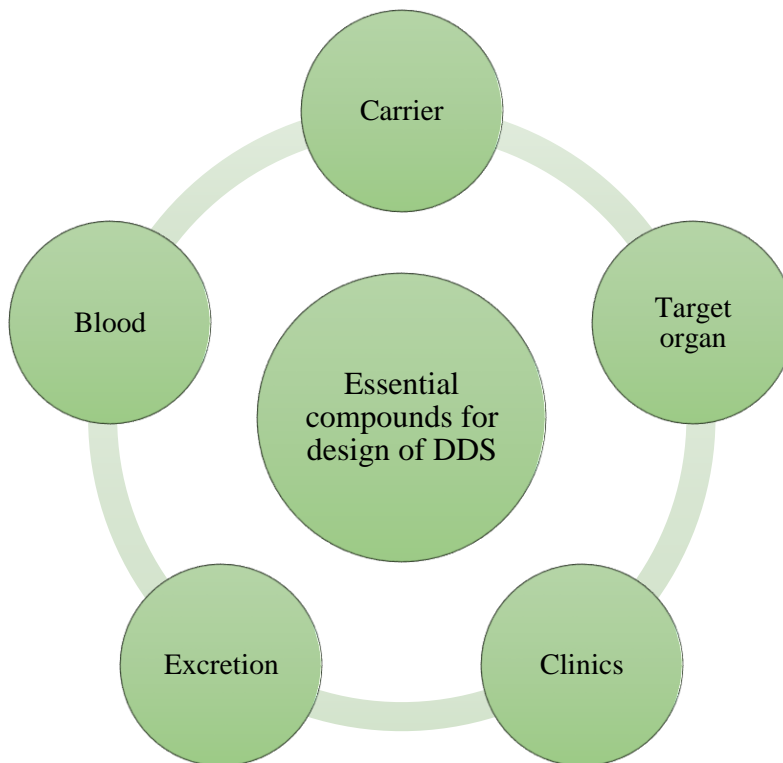 Carrier
Target
organ
Clinics
Excretion
Blood
Essential
compounds for
design of DDS